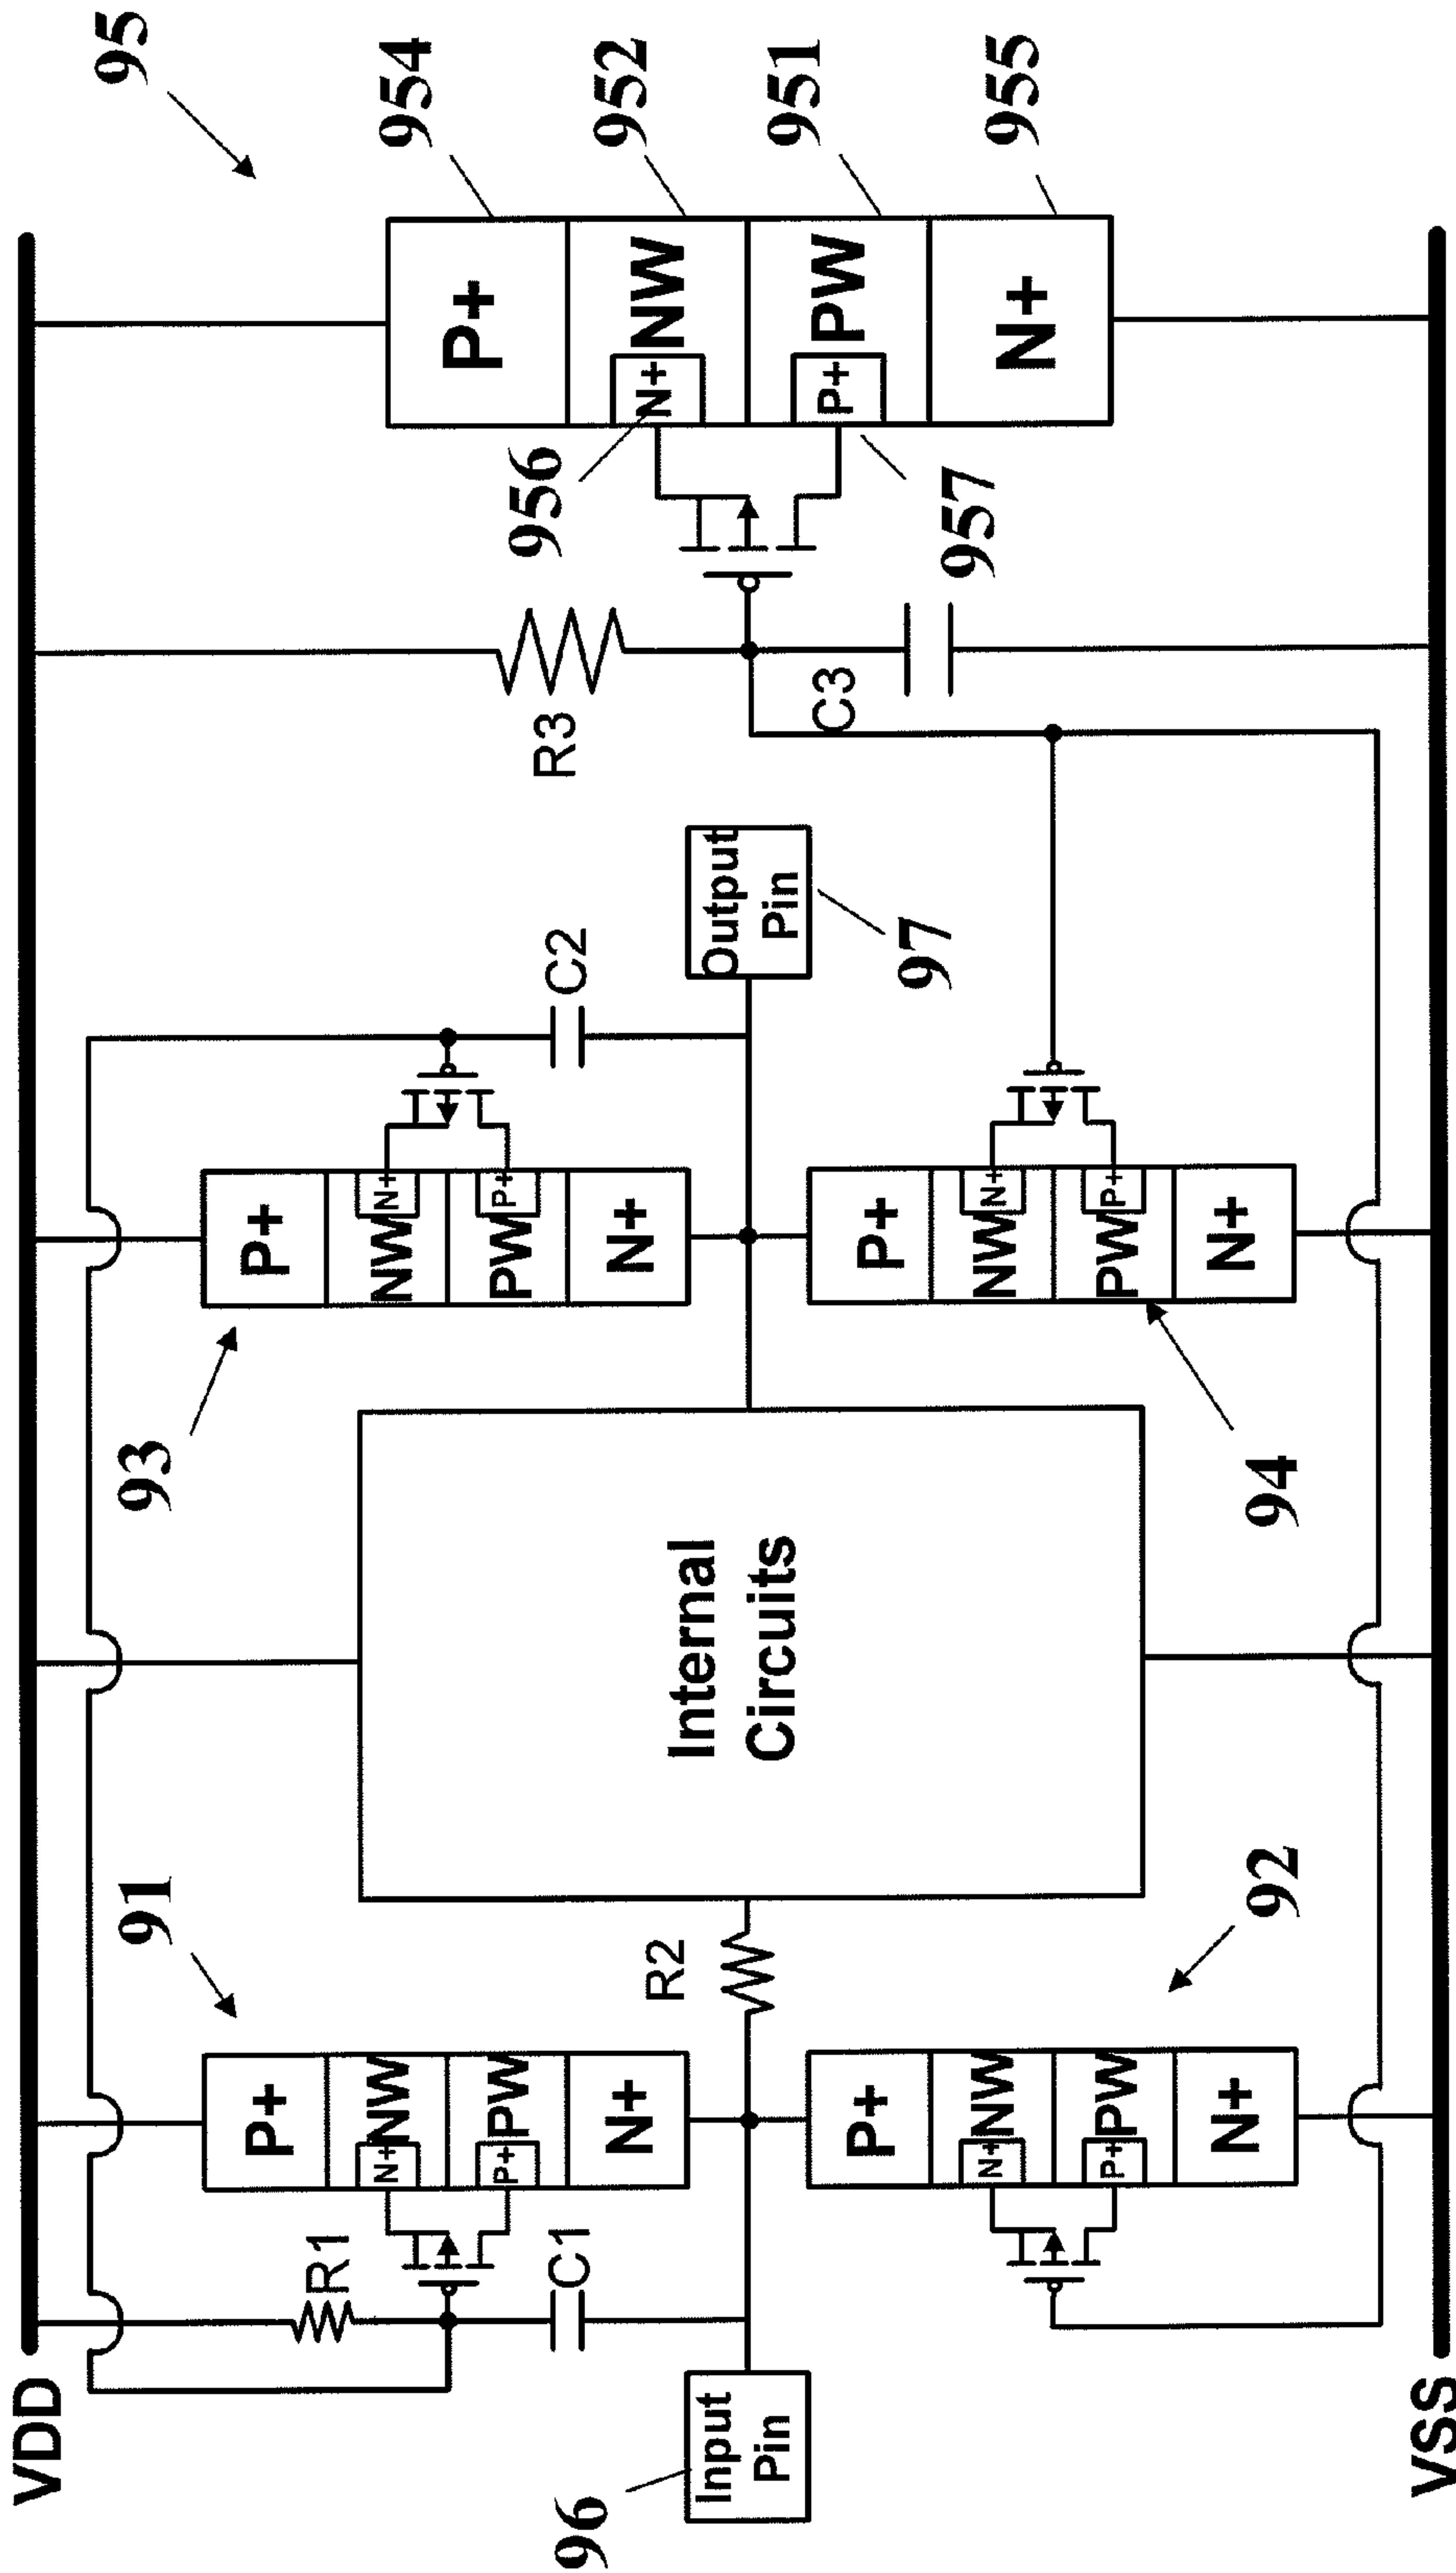 VDD
R1
C1
96
Input
Pin
91
P+
NW
N+
PW
P+
N+
92
P+
NW
N+
PW
P+
N+
R2
Internal
Circuits
93
P+
NW
N+
PW
P+
N+
94
P+
NW
N+
PW
P+
N+
C2
Output
Pin
97
R3
C3
95
954
P+
952
NW
N+
956
951
PW
P+
957
955
N+
VSS